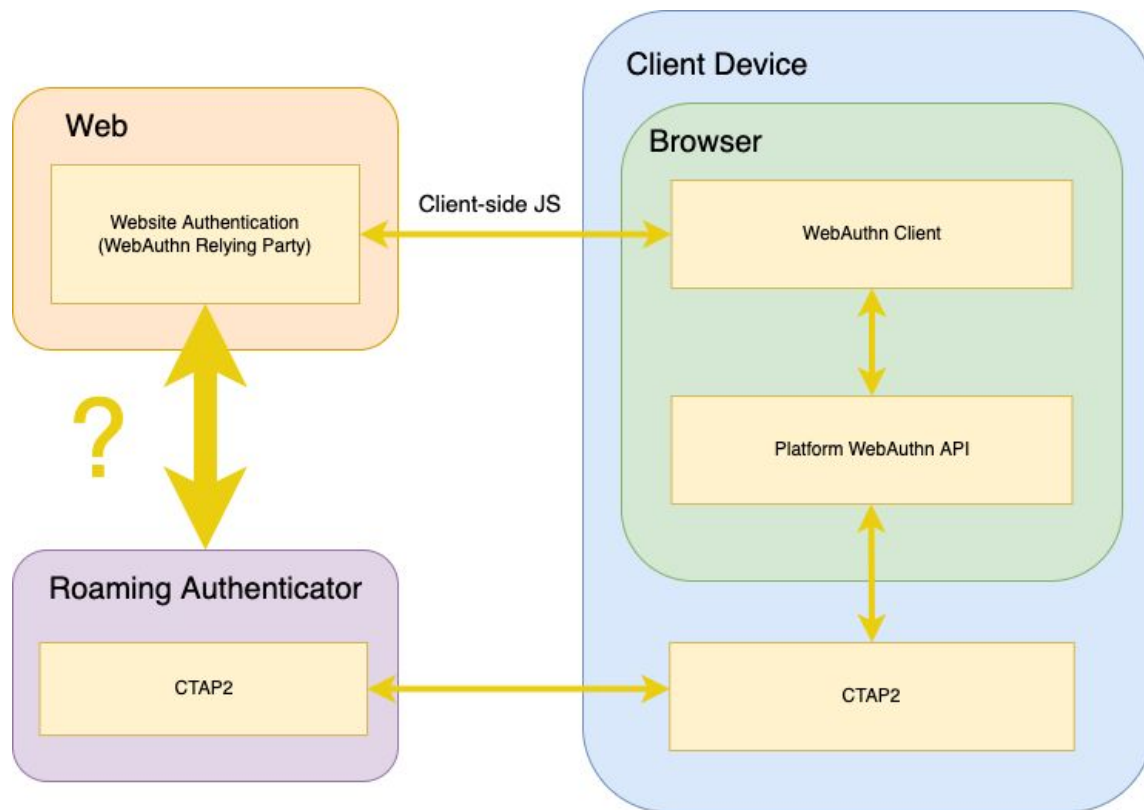 Client Device
Web
Browser
Website Authentication
(WebAuthn Relying Party)
Client-side JS
WebAuthn Client
?
Platform WebAuthn API
Roaming Authenticator
CTAP2
CTAP2